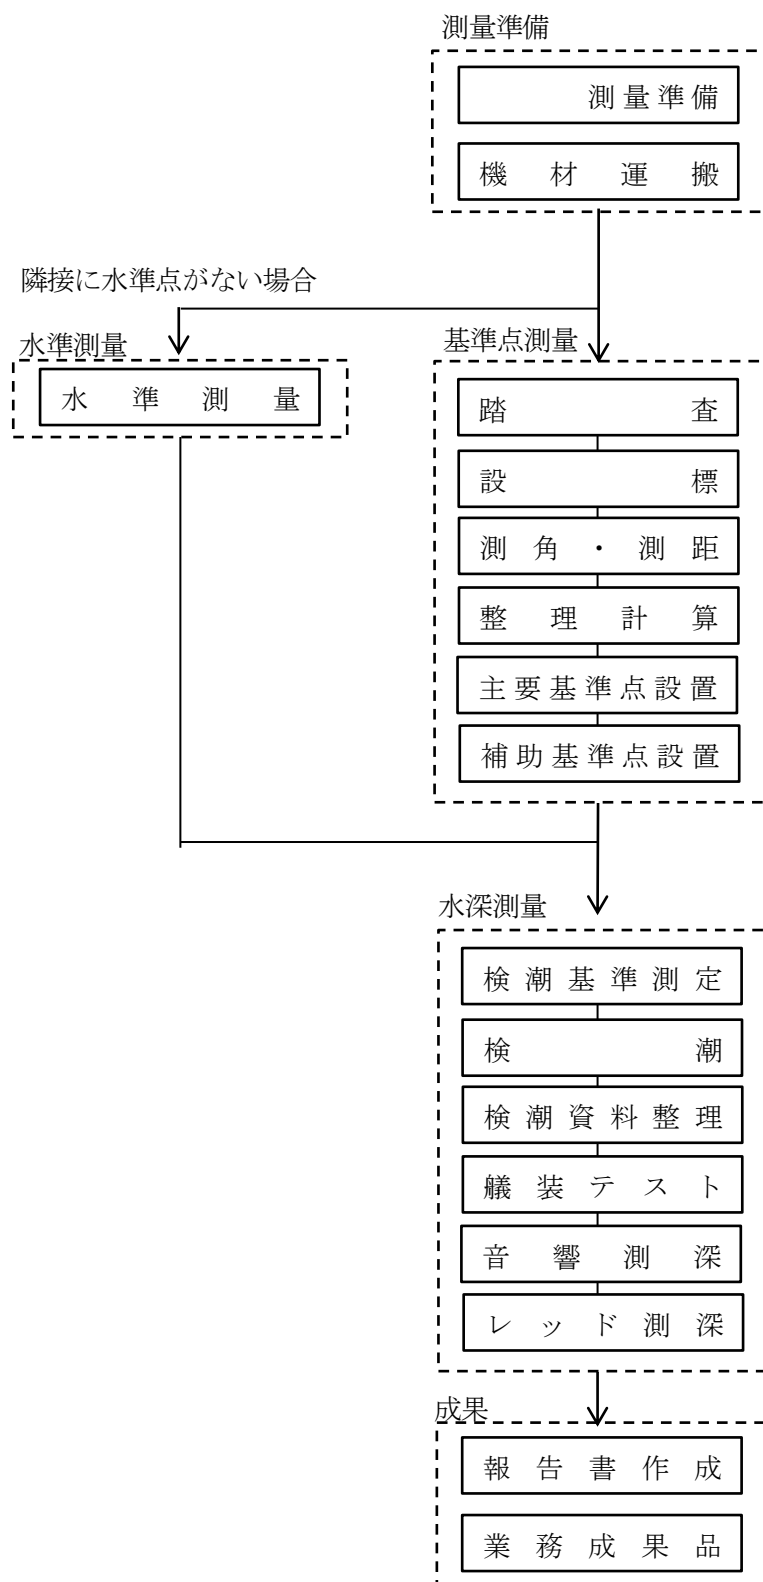 測量準備
測量準備
機材運搬
隣接に水準点がない場合
水準測量
水準測量
基準点測量
踏査
設標
測角・測距
整理計算
主要基準点設置
補助基準点設置
水深測量
検潮基準測定
検潮
検潮資料整理
艤装テスト
音響測深
レッド測深
成果
報告書作成
業務成果品